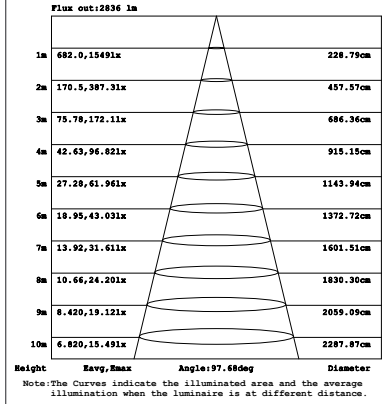 Flux out:2836 lm
1m 682.0,1549lx 228.79cm
2m 170.5,387.3lx 457.57cm
3m 75.78,172.1lx 686.36cm
4m 42.63,96.82lx 915.15cm
5m 27.28,61.96lx 1143.94cm
6m 18.95,43.03lx 1372.72cm
7m 13.92,31.61lx 1601.51cm
8m 10.66,24.20lx 1830.30cm
9m 8.420,19.12lx 2059.09cm
10m 6.820,15.49lx 2287.87cm
Height Eavg,Emax Angle:97.68deg Diameter
Note:The Curves indicate the illuminated area and the average
illumination when the luminaire is at different distance.